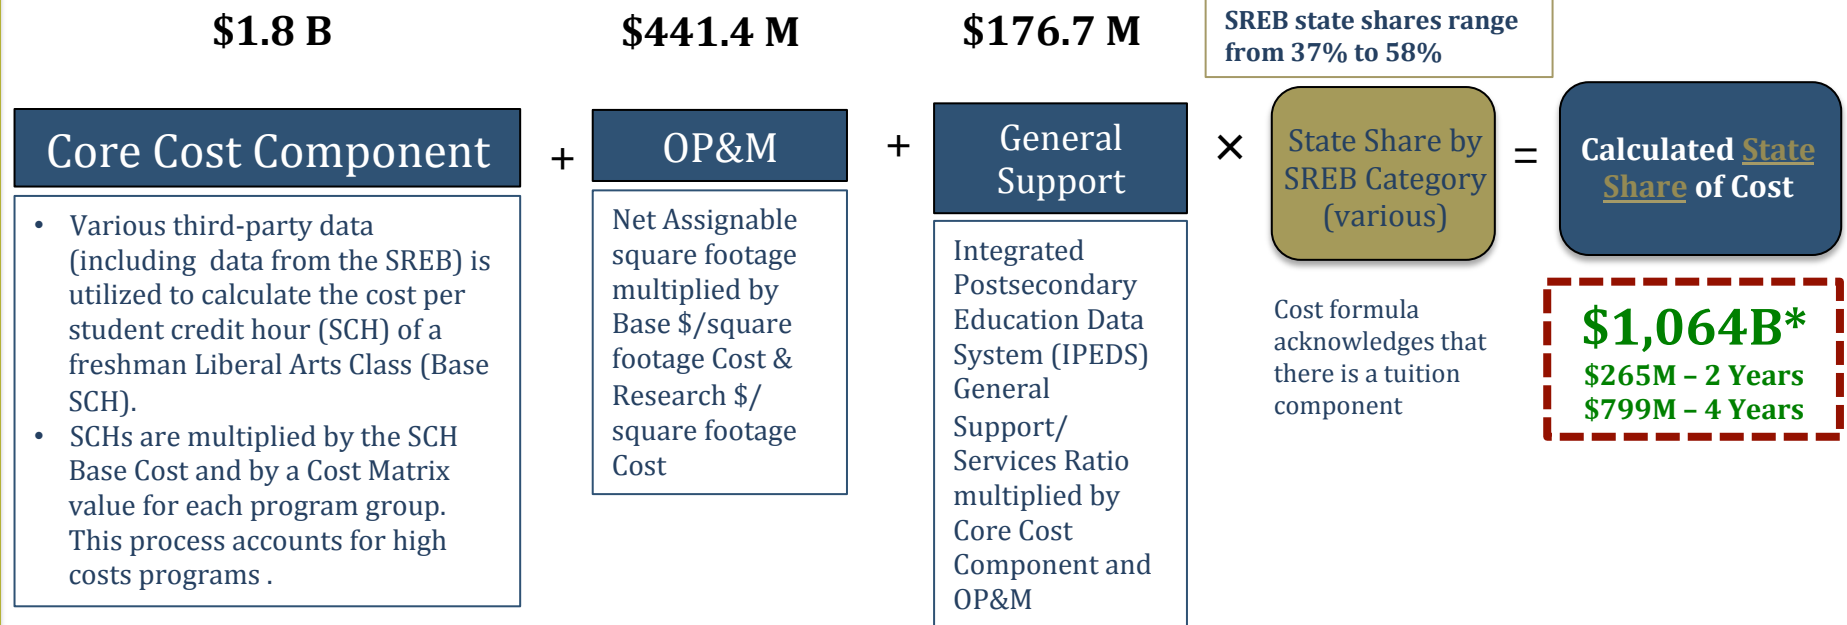 $1.8 B
$441.4 M
$176.7 M
SREB state shares range
from 37% to 58%
Core Cost Component
+
OP&M
+
General
Support
×
State Share by
SREB Category
(various)
=
Calculated State
Share of Cost
• Various third-party data
(including data from the SREB) is
utilized to calculate the cost per
student credit hour (SCH) of a
freshman Liberal Arts Class (Base
SCH).
• SCHs are multiplied by the SCH
Base Cost and by a Cost Matrix
value for each program group.
This process accounts for high
costs programs .
Net Assignable
square footage
multiplied by
Base $/square
footage Cost &
Research $/
square footage
Cost
Integrated
Postsecondary
Education Data
System (IPEDS)
General
Support/
Services Ratio
multiplied by
Core Cost
Component and
OP&M
Cost formula
acknowledges that
there is a tuition
component
$1,064B*
$265M – 2 Years
$799M – 4 Years